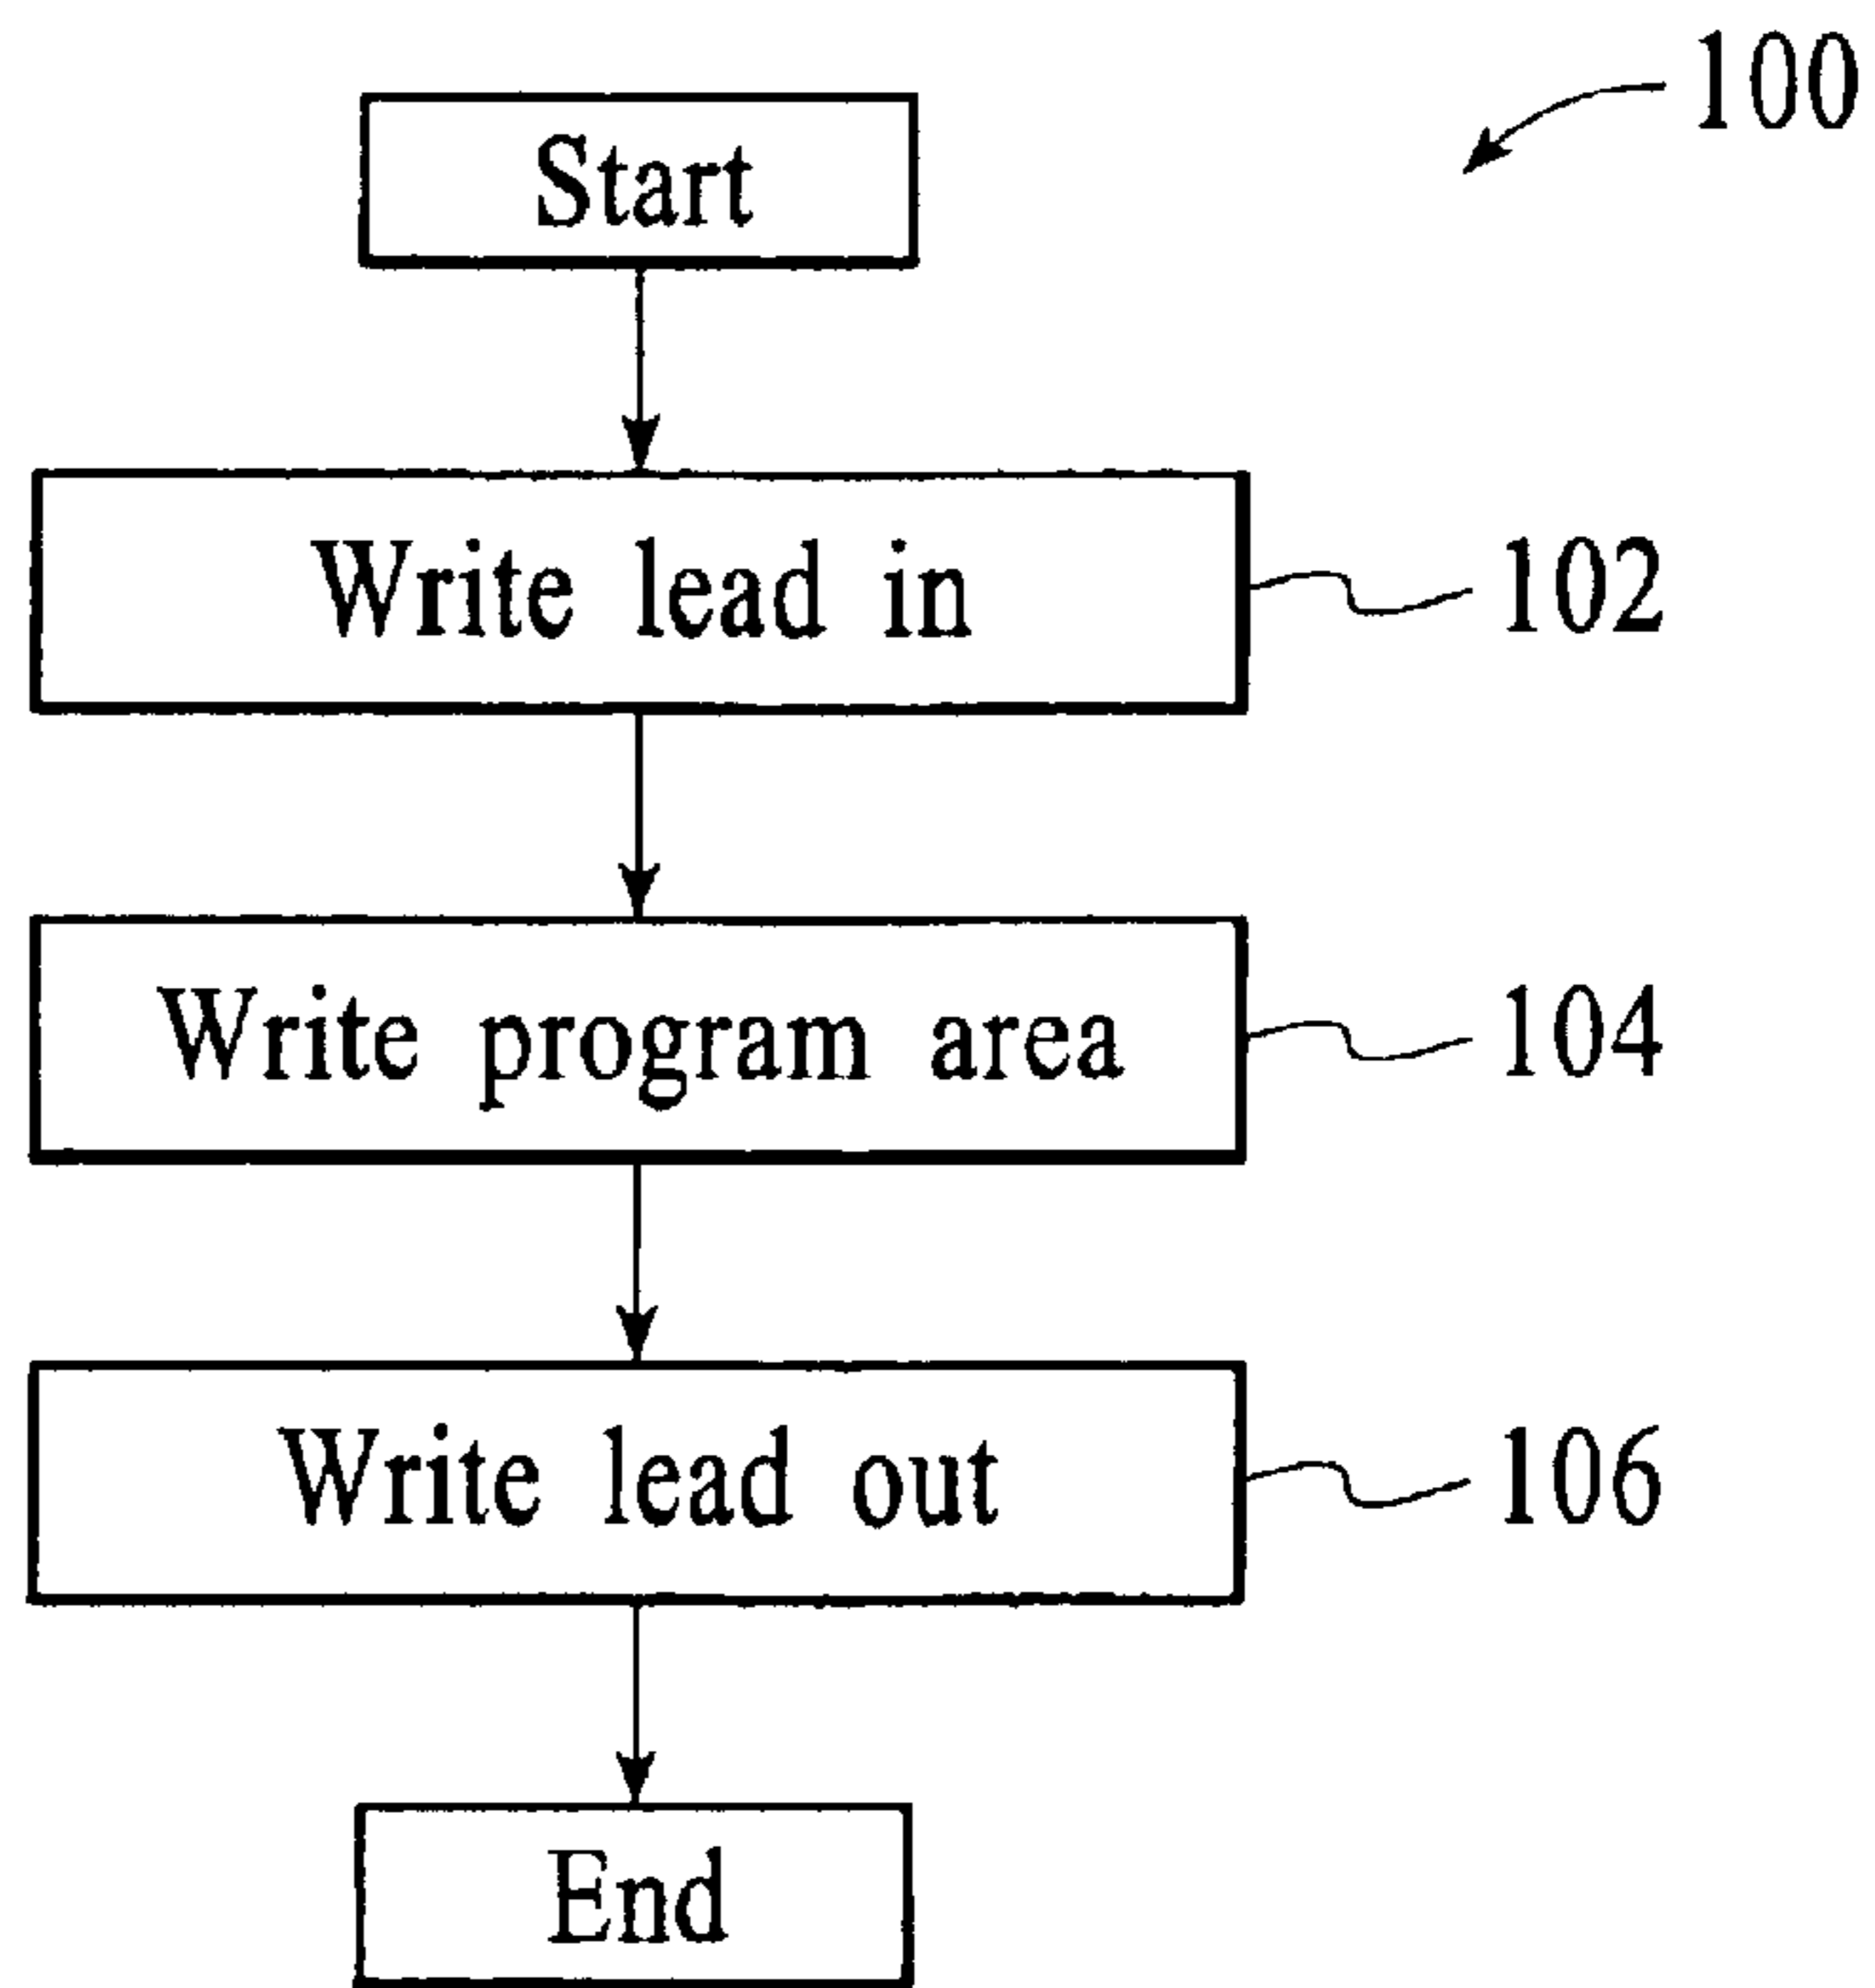 100
Start
Write lead in 102
Write program area 104
Write lead out 106
End